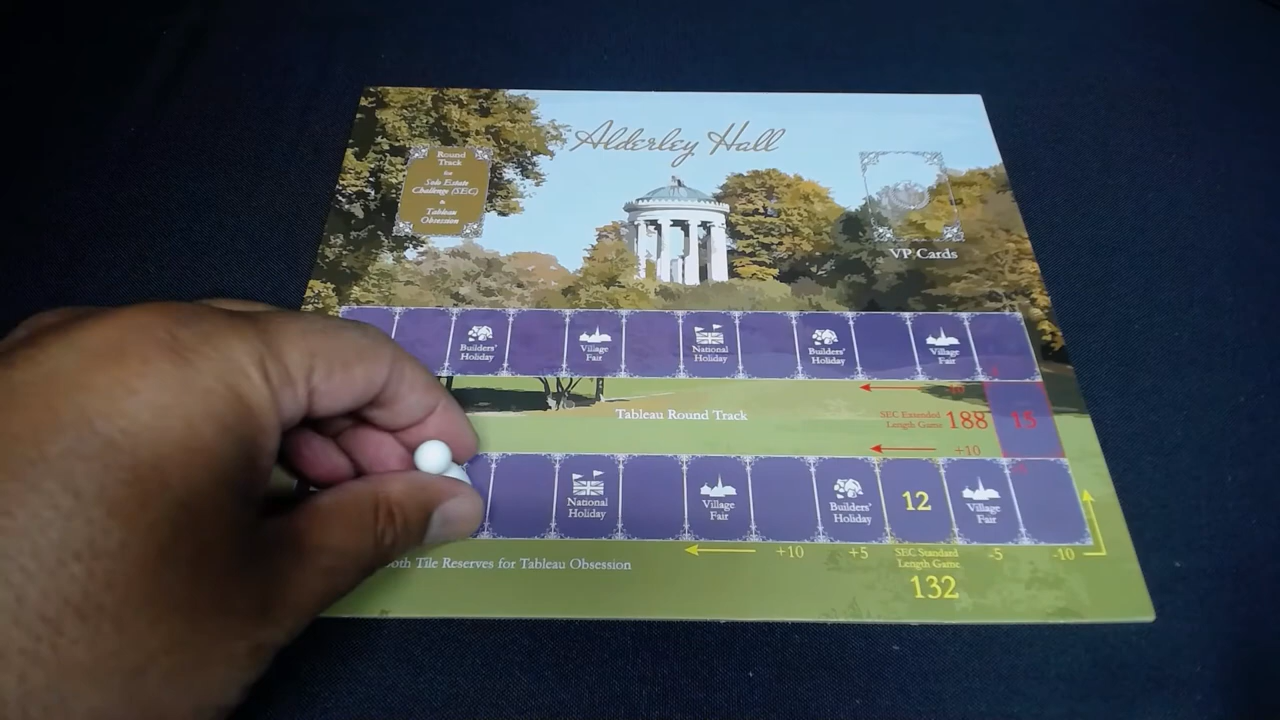 Alderley Hall
Round
Track
for
Solo Estate
Challenge (SEC)
&
Tableau
Obsession
VP Cards
Builders'
Holiday
Village
Fair
National
Holiday
Builders'
Holiday
Village
Fair
Tableau Round Track
SEC Extended
Length Game
188
15
+10
National
Holiday
Village
Fair
Builders'
Holiday
12
Village
Fair
+10
+5
SEC Standard
Length Game
132
-5
-10
Tile Reserves for Tableau Obsession